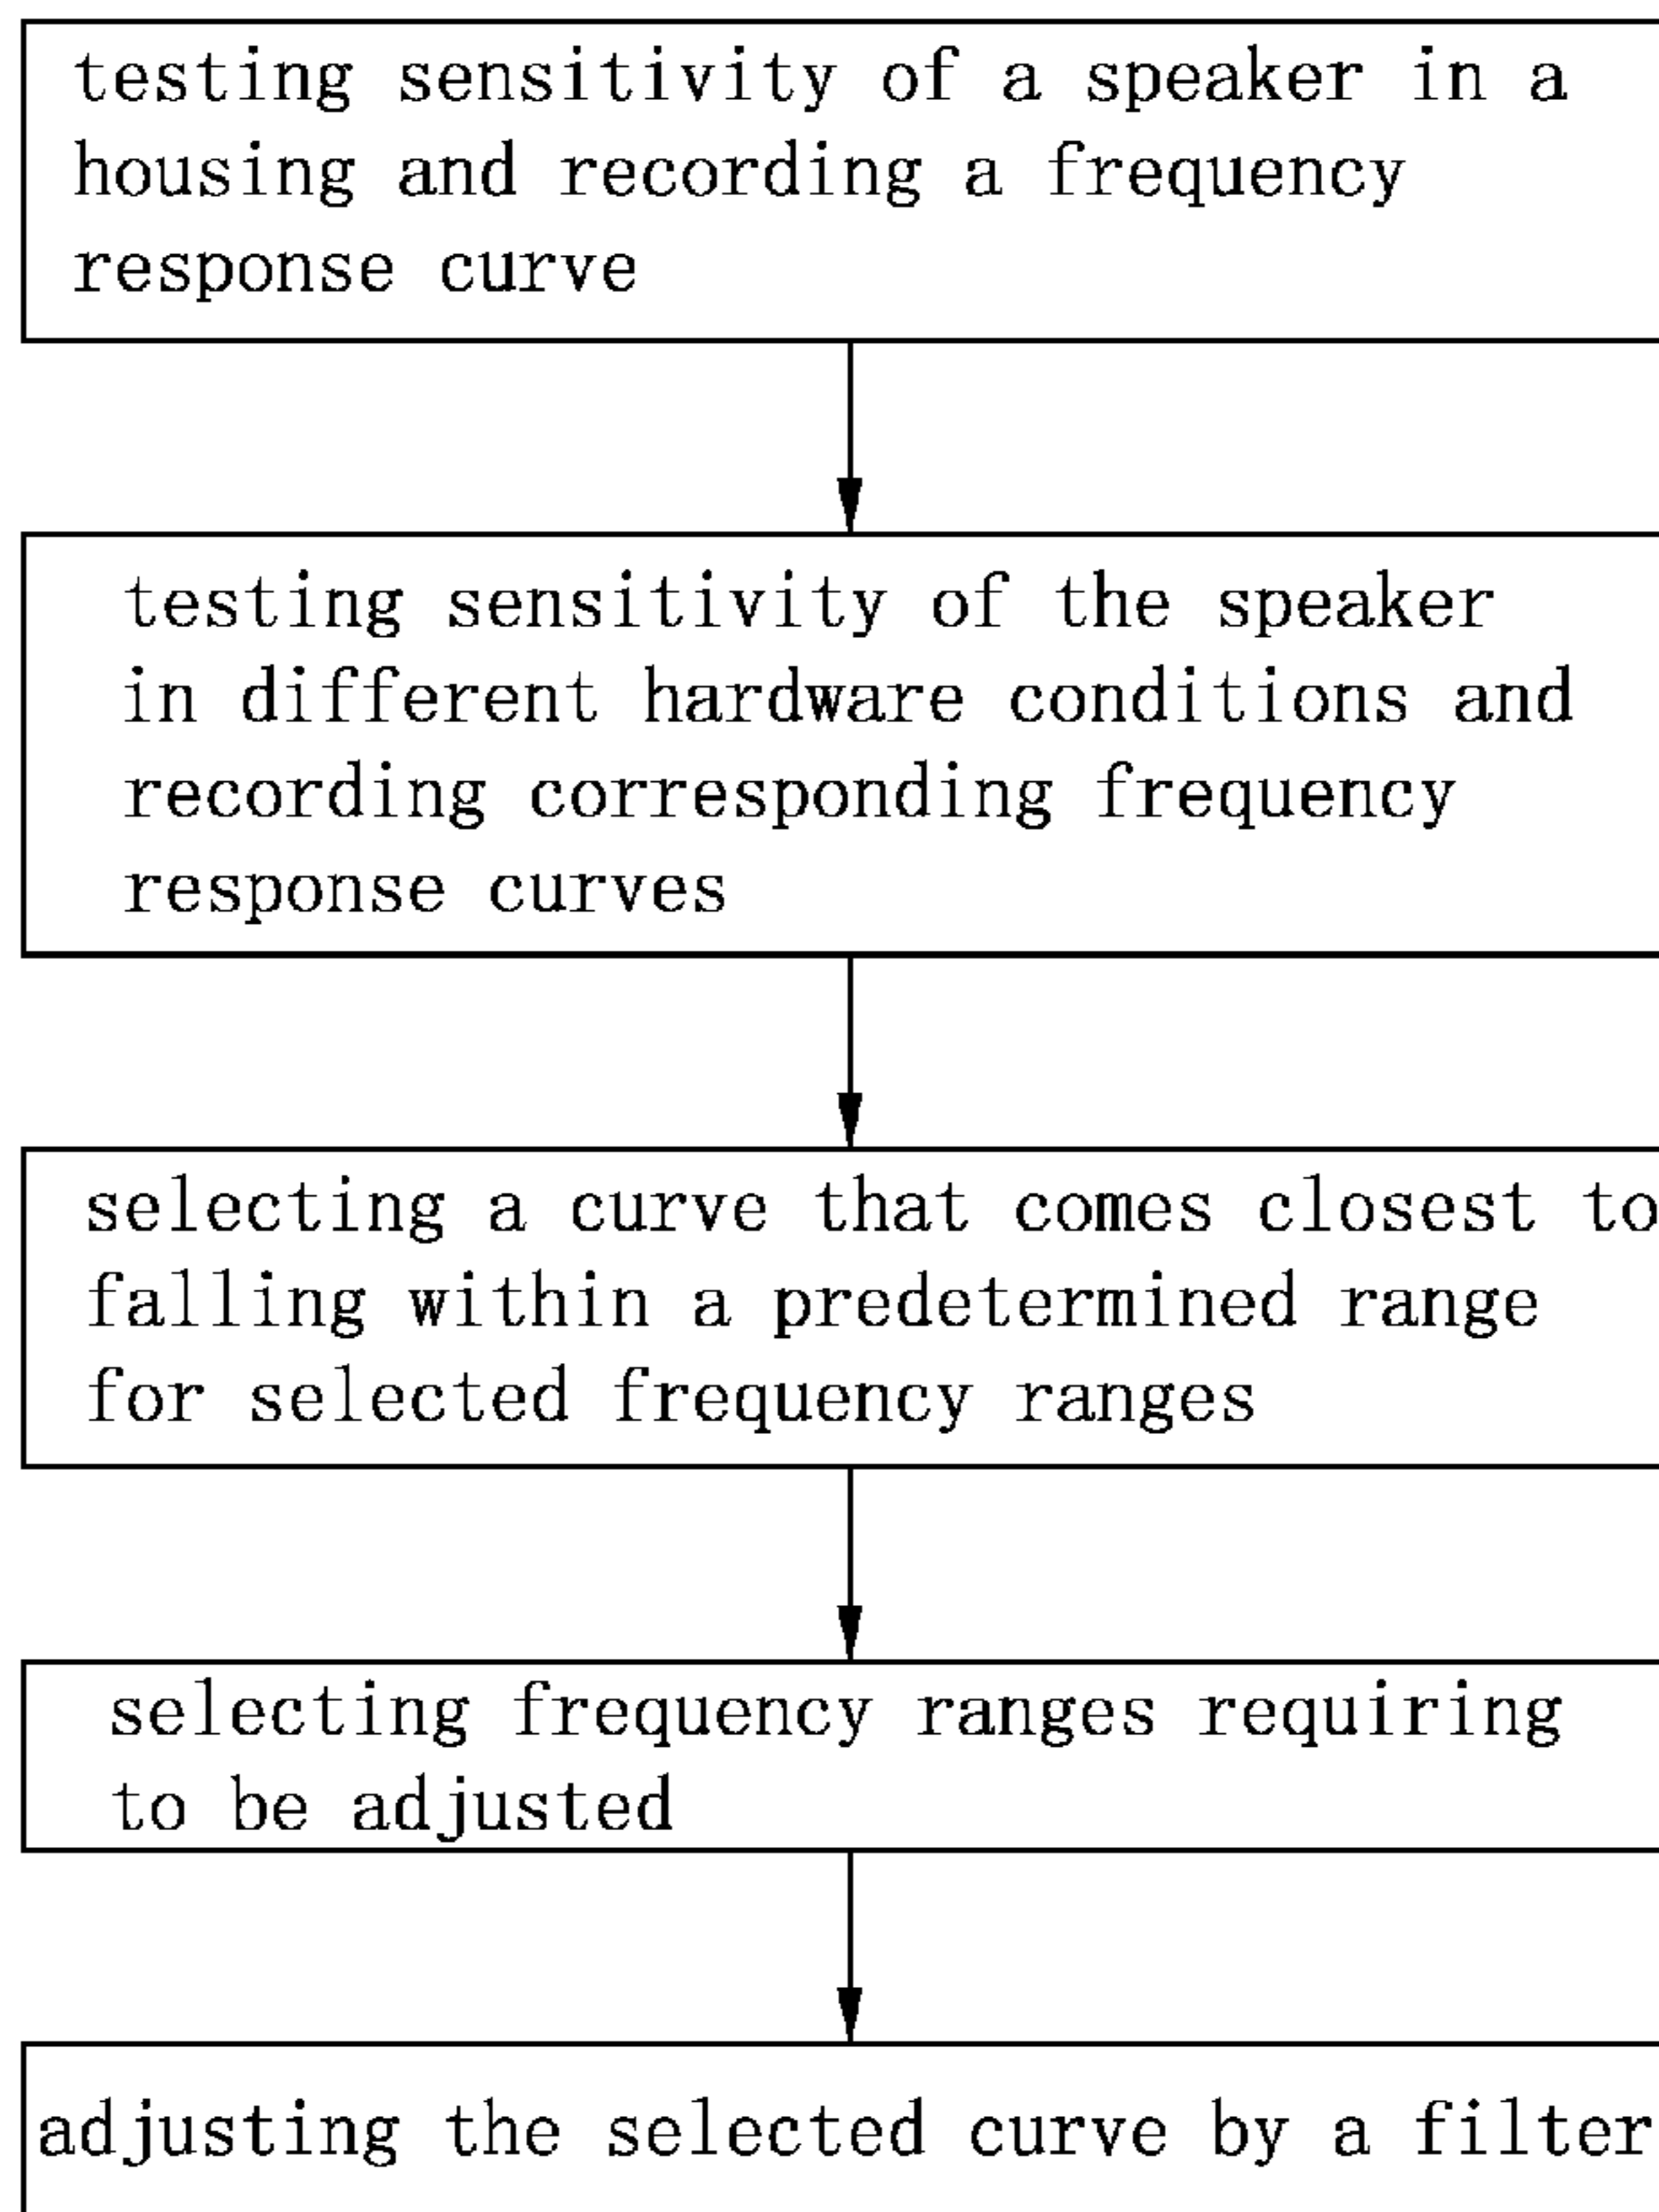 testing sensitivity of a speaker in a
housing and recording a frequency
response curve
testing sensitivity of the speaker
in different hardware conditions and
recording corresponding frequency
response curves
selecting a curve that comes closest to
falling within a predetermined range
for selected frequency ranges
selecting frequency ranges requiring
to be adjusted
adjusting the selected curve by a filter